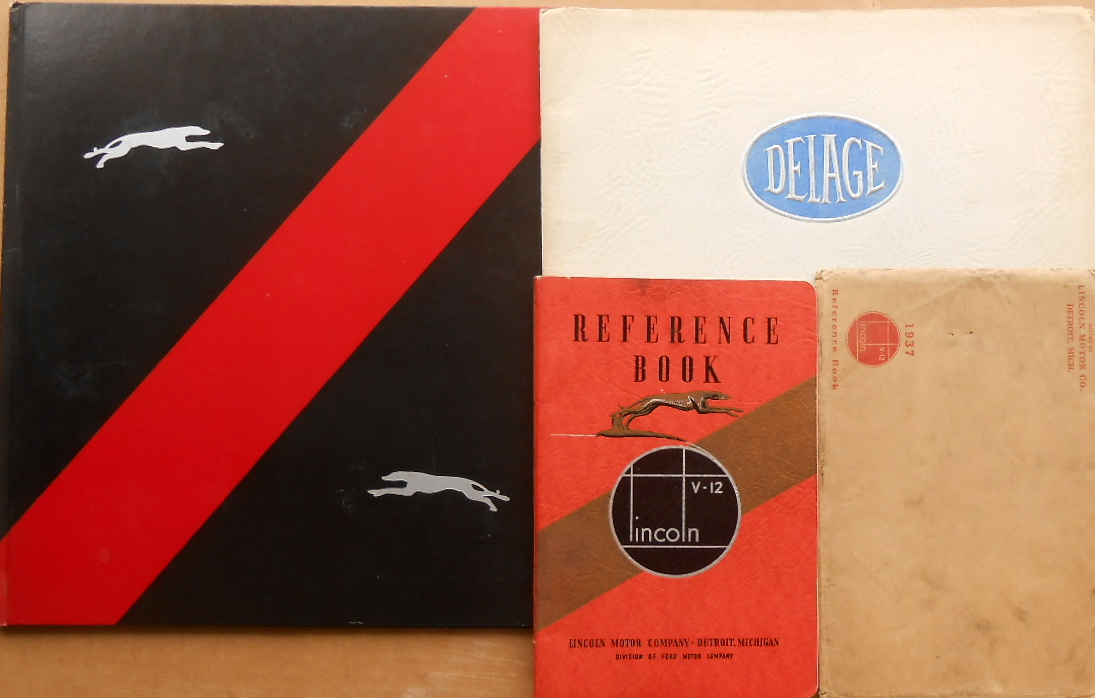 DELAGE
REFERENCE
BOOK
V-12
lincoln
LINCOLN MOTOR COMPANY · DETROIT, MICHIGAN
DIVISION OF FORD MOTOR COMPANY
Reference Book
lincoln
V-12
1937
LINCOLN MOTOR CO.
DETROIT, MICH.